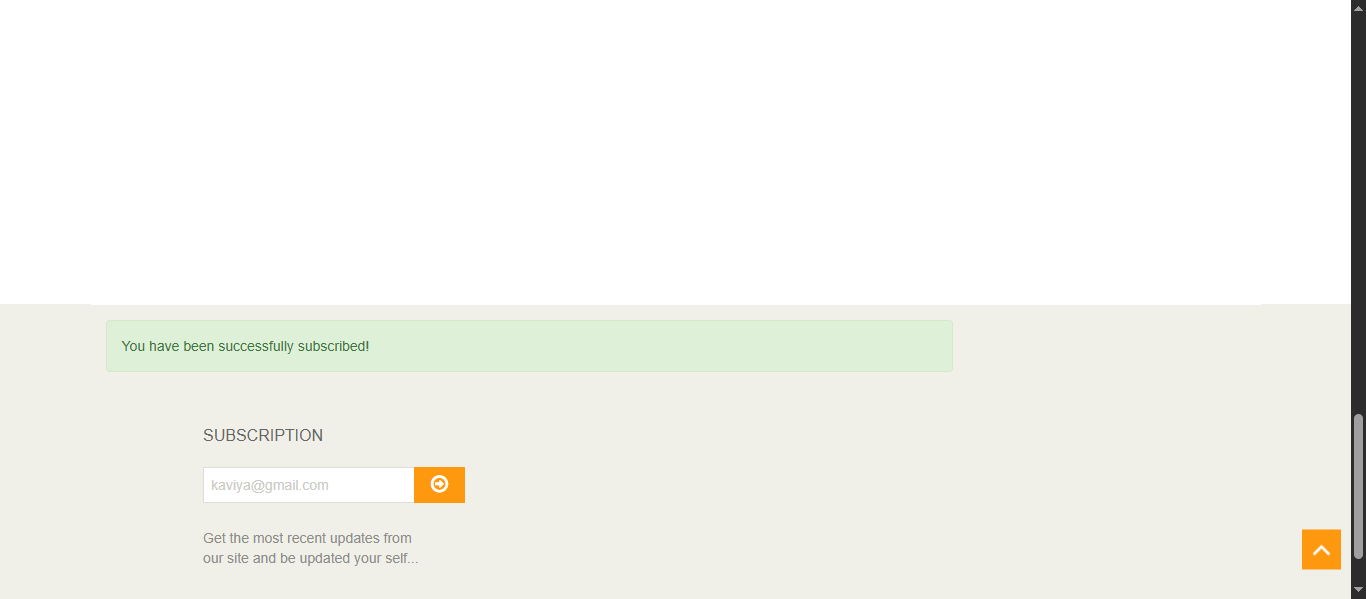 You have been successfully subscribed!
SUBSCRIPTION
kaviya@gmail.com
Get the most recent updates from
our site and be updated your self...